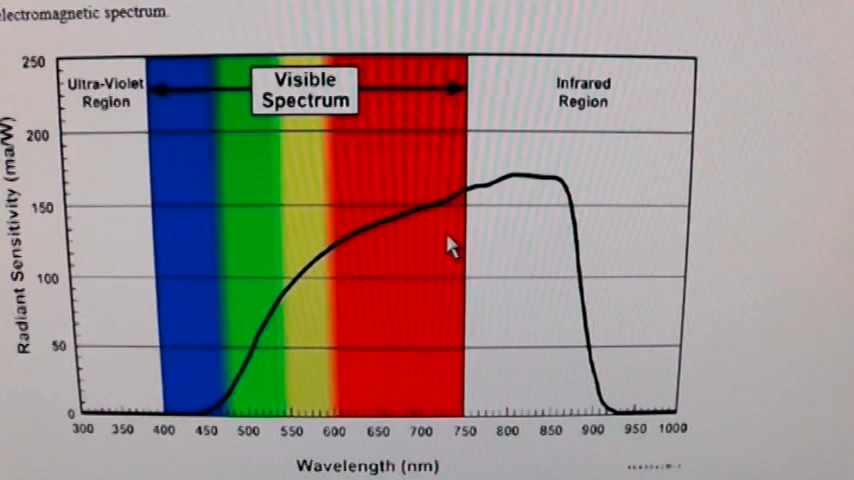 electromagnetic spectrum.
250
Ultra-Violet
Region
Visible
Spectrum
Infrared
Region
200
150
100
50
0
Radiant Sensitivity (ma/W)
300 350 400 450 500 550 600 650 700 750 800 850 900 950 1000
Wavelength (nm)